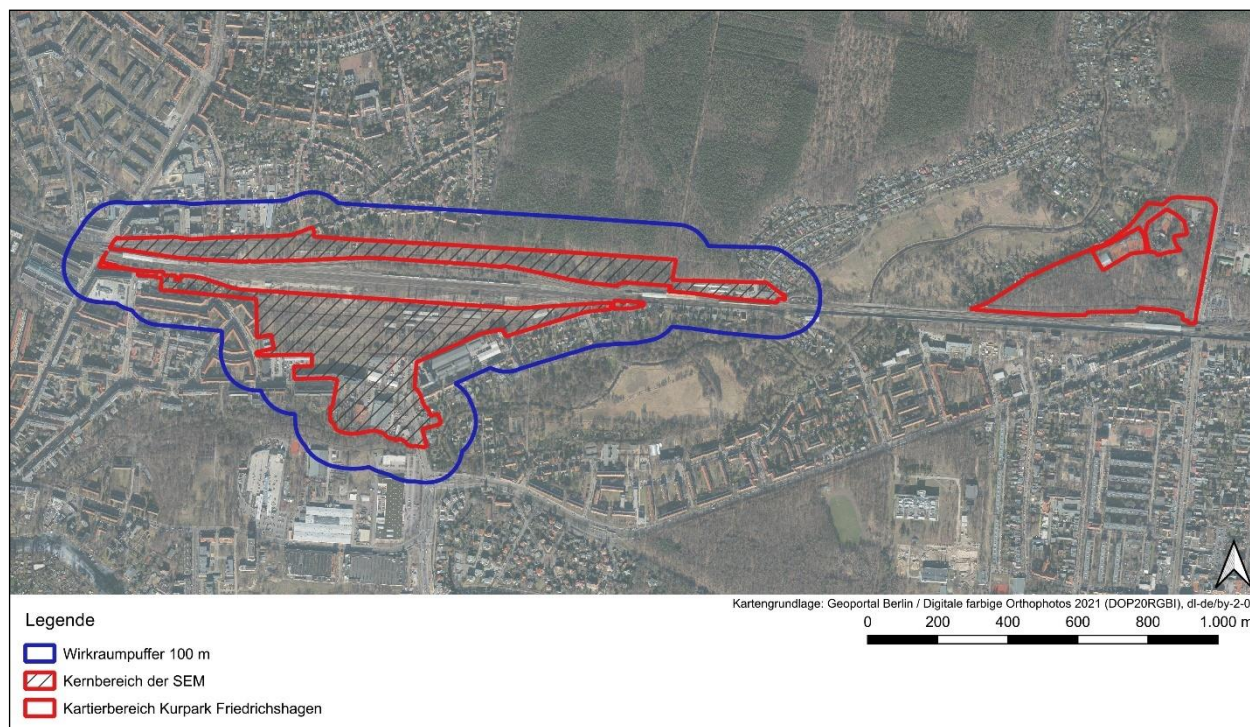 Kartengrundlage: Geoportal Berlin / Digitale farbige Orthophotos 2021 (DOP20RGBI), dl-de/by-2-0
Legende
0 200 400 600 800 1.000 m
Wirkraumpuffer 100 m
Kernbereich der SEM
Kartierbereich Kurpark Friedrichshagen